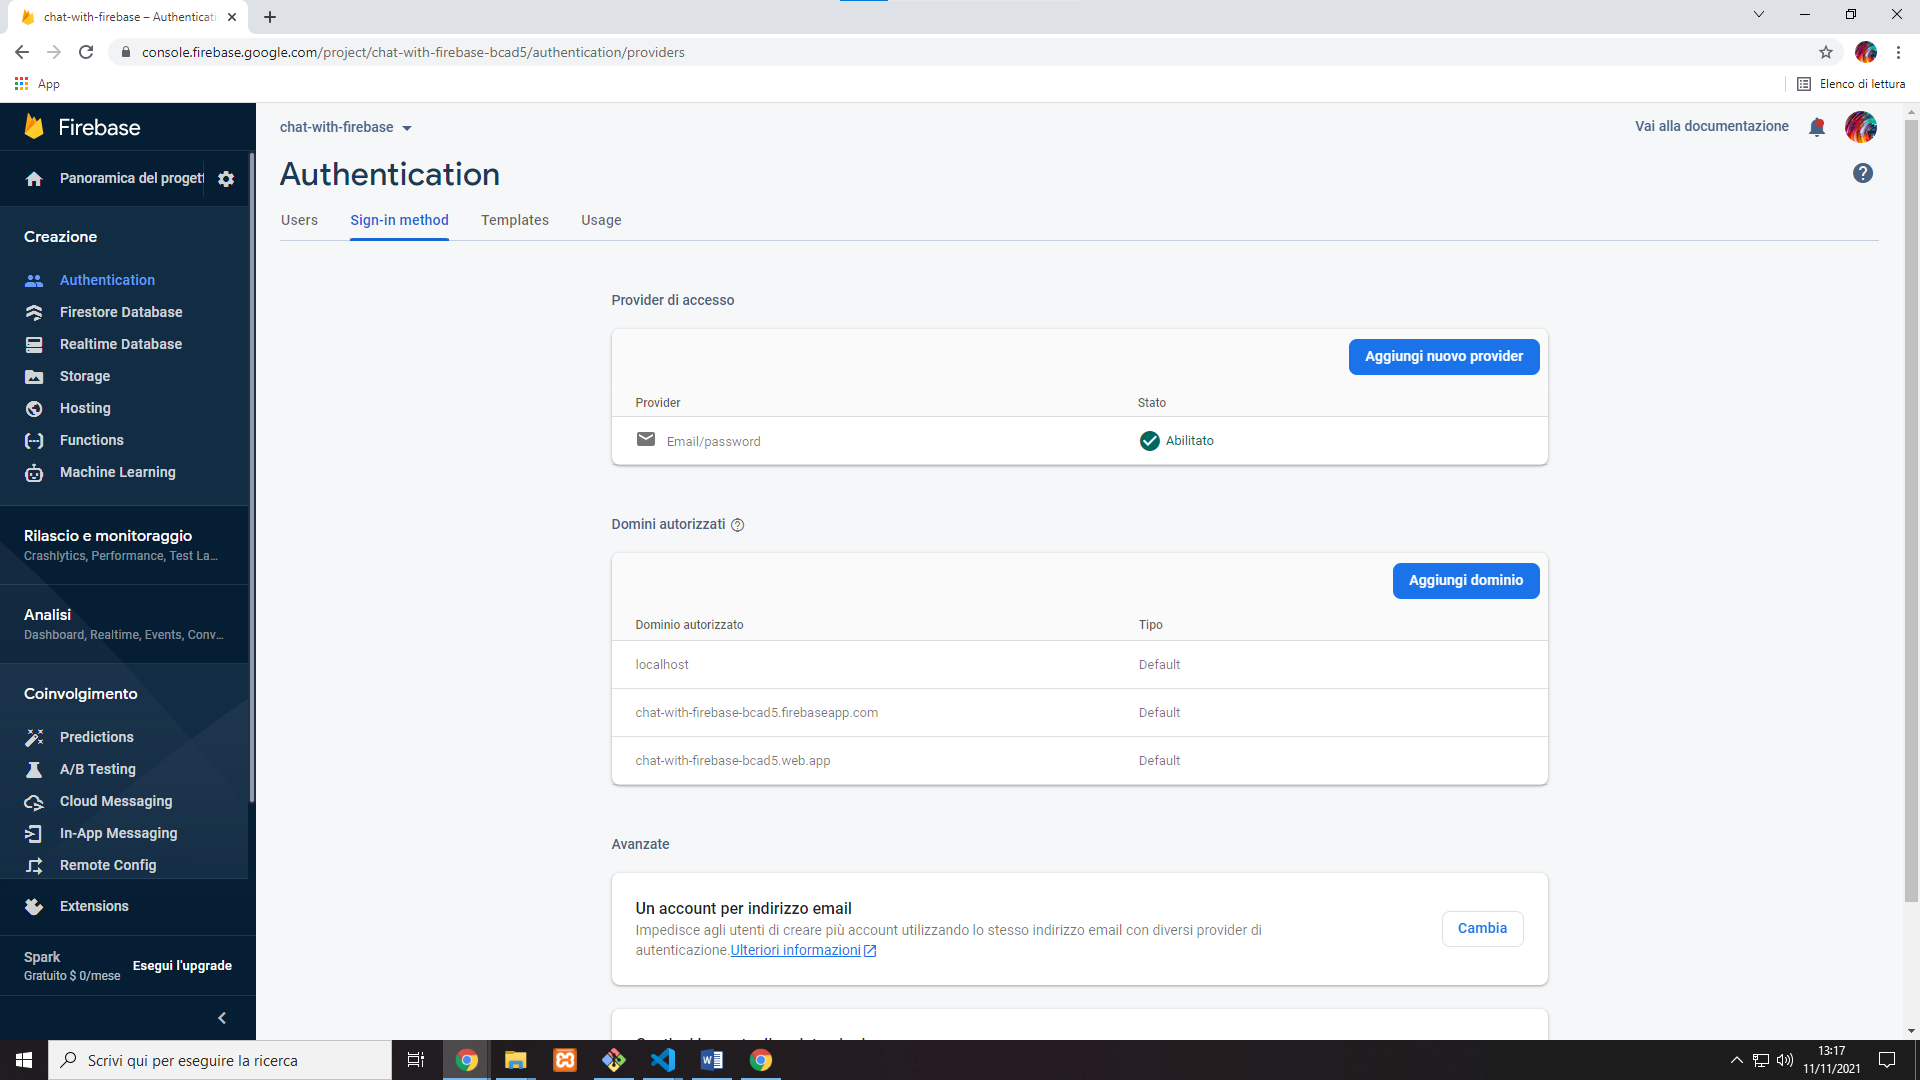 chat-with-firebase – Authenticati
console.firebase.google.com/project/chat-with-firebase-bcad5/authentication/providers
App
Elenco di lettura
Firebase
chat-with-firebase
Vai alla documentazione
Panoramica del proget
Authentication
Users
Sign-in method
Templates
Usage
Creazione
Authentication
Firestore Database
Realtime Database
Storage
Hosting
Functions
Machine Learning
Rilascio e monitoraggio
Crashlytics, Performance, Test La...
Analisi
Dashboard, Realtime, Events, Conv...
Coinvolgimento
Predictions
A/B Testing
Cloud Messaging
In-App Messaging
Remote Config
Extensions
Spark
Gratuito $ 0/mese
Esegui l'upgrade
Provider di accesso
Aggiungi nuovo provider
Provider
Stato
Email/password
Abilitato
Domini autorizzati
Aggiungi dominio
Dominio autorizzato
Tipo
localhost
Default
chat-with-firebase-bcad5.firebaseapp.com
Default
chat-with-firebase-bcad5.web.app
Default
Avanzate
Un account per indirizzo email
Impedisce agli utenti di creare più account utilizzando lo stesso indirizzo email con diversi provider di
autenticazione.Ulteriori informazioni
Cambia
Scrivi qui per eseguire la ricerca
13:17
11/11/2021